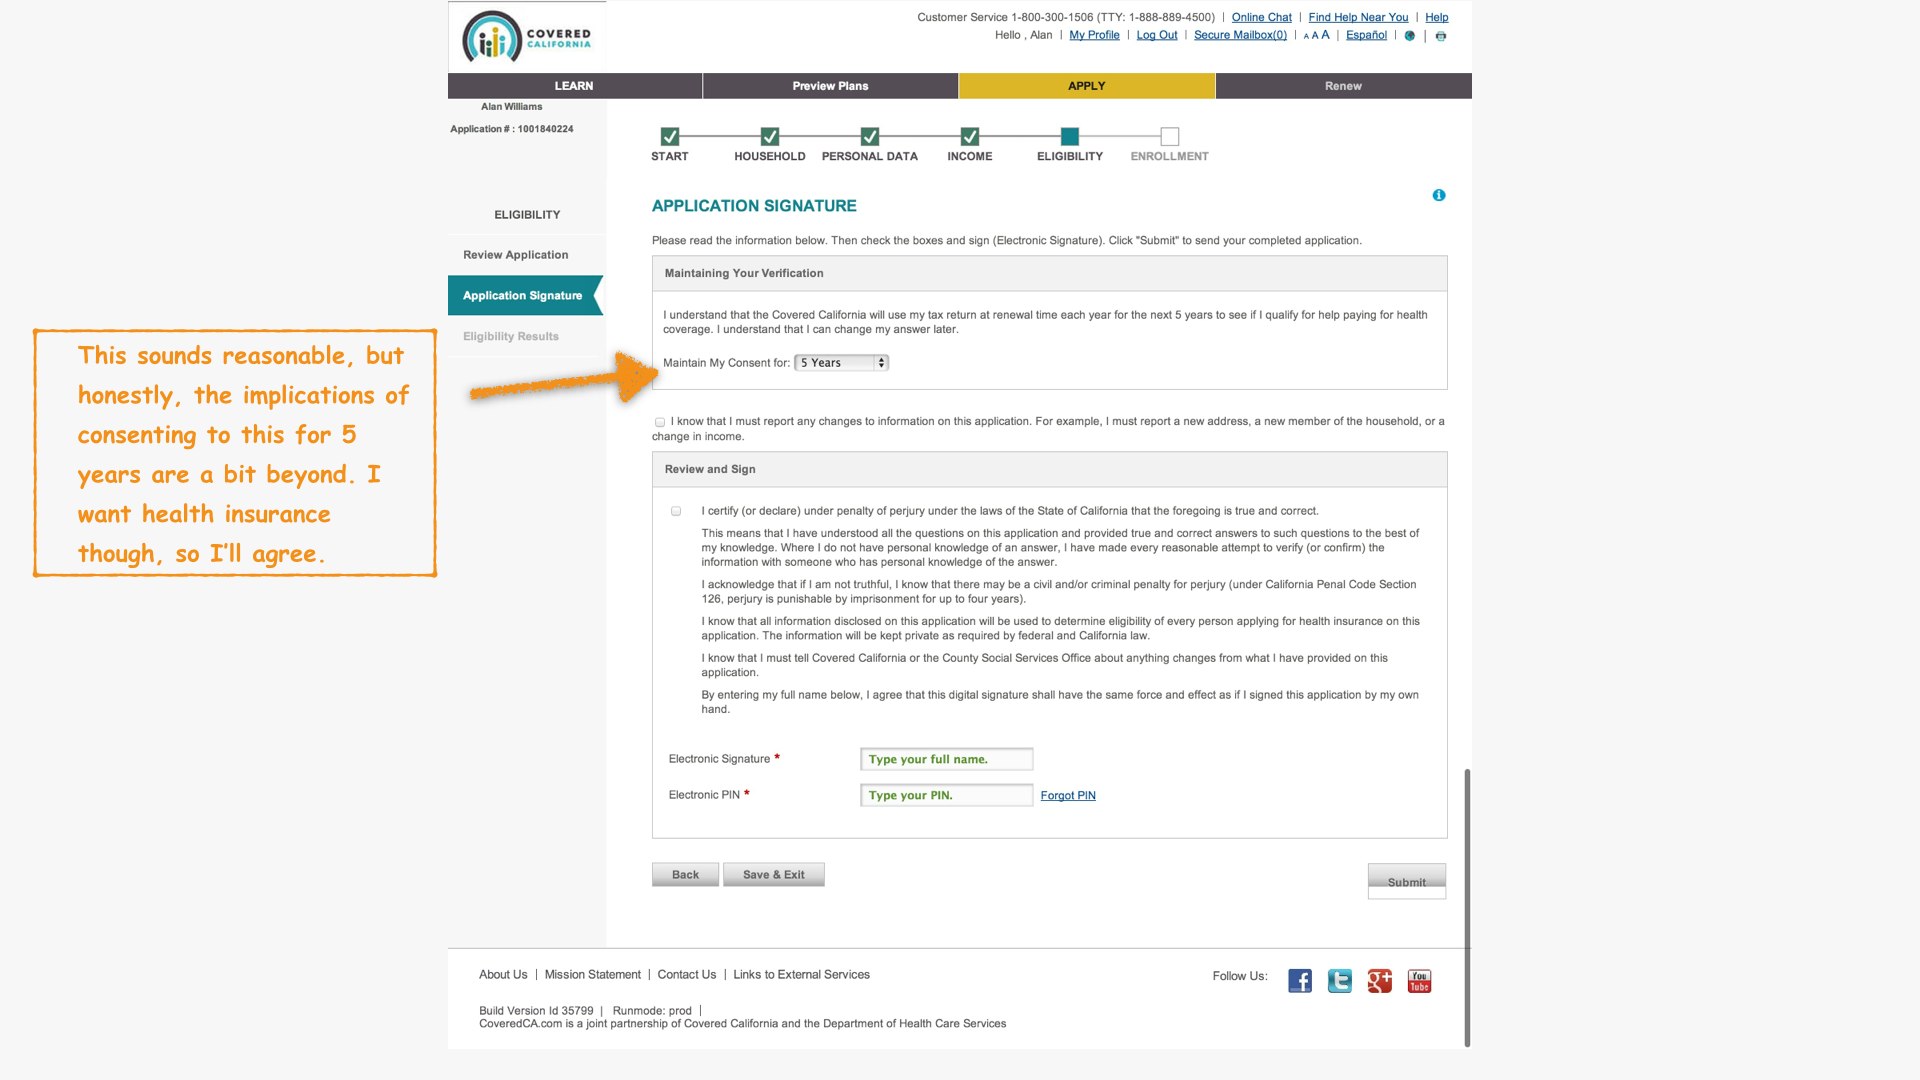 COVERED
CALIFORNIA
Customer Service 1-800-300-1506 (TTY: 1-888-889-4500) | Online Chat | Find Help Near You | Help
Hello , Alan | My Profile | Log Out | Secure Mailbox(0) | A A A | Español |
LEARN Preview Plans APPLY Renew
Alan Williams
Application # : 1001840224
START HOUSEHOLD PERSONAL DATA INCOME ELIGIBILITY ENROLLMENT
ELIGIBILITY
Review Application
Application Signature
Eligibility Results
This sounds reasonable, but
honestly, the implications of
consenting to this for 5
years are a bit beyond. I
want health insurance
though, so I'll agree.
APPLICATION SIGNATURE
Please read the information below. Then check the boxes and sign (Electronic Signature). Click "Submit" to send your completed application.
Maintaining Your Verification
I understand that the Covered California will use my tax return at renewal time each year for the next 5 years to see if I qualify for help paying for health
coverage. I understand that I can change my answer later.
Maintain My Consent for: 5 Years
I know that I must report any changes to information on this application. For example, I must report a new address, a new member of the household, or a
change in income.
Review and Sign
I certify (or declare) under penalty of perjury under the laws of the State of California that the foregoing is true and correct.
This means that I have understood all the questions on this application and provided true and correct answers to such questions to the best of
my knowledge. Where I do not have personal knowledge of an answer, I have made every reasonable attempt to verify (or confirm) the
information with someone who has personal knowledge of the answer.
I acknowledge that if I am not truthful, I know that there may be a civil and/or criminal penalty for perjury (under California Penal Code Section
126, perjury is punishable by imprisonment for up to four years).
I know that all information disclosed on this application will be used to determine eligibility of every person applying for health insurance on this
application. The information will be kept private as required by federal and California law.
I know that I must tell Covered California or the County Social Services Office about anything changes from what I have provided on this
application.
By entering my full name below, I agree that this digital signature shall have the same force and effect as if I signed this application by my own
hand.
Electronic Signature * Type your full name.
Electronic PIN * Type your PIN. Forgot PIN
Back Save & Exit Submit
About Us | Mission Statement | Contact Us | Links to External Services
Follow Us: f t g+ You Tube
Build Version Id 35799 | Runmode: prod |
CoveredCA.com is a joint partnership of Covered California and the Department of Health Care Services